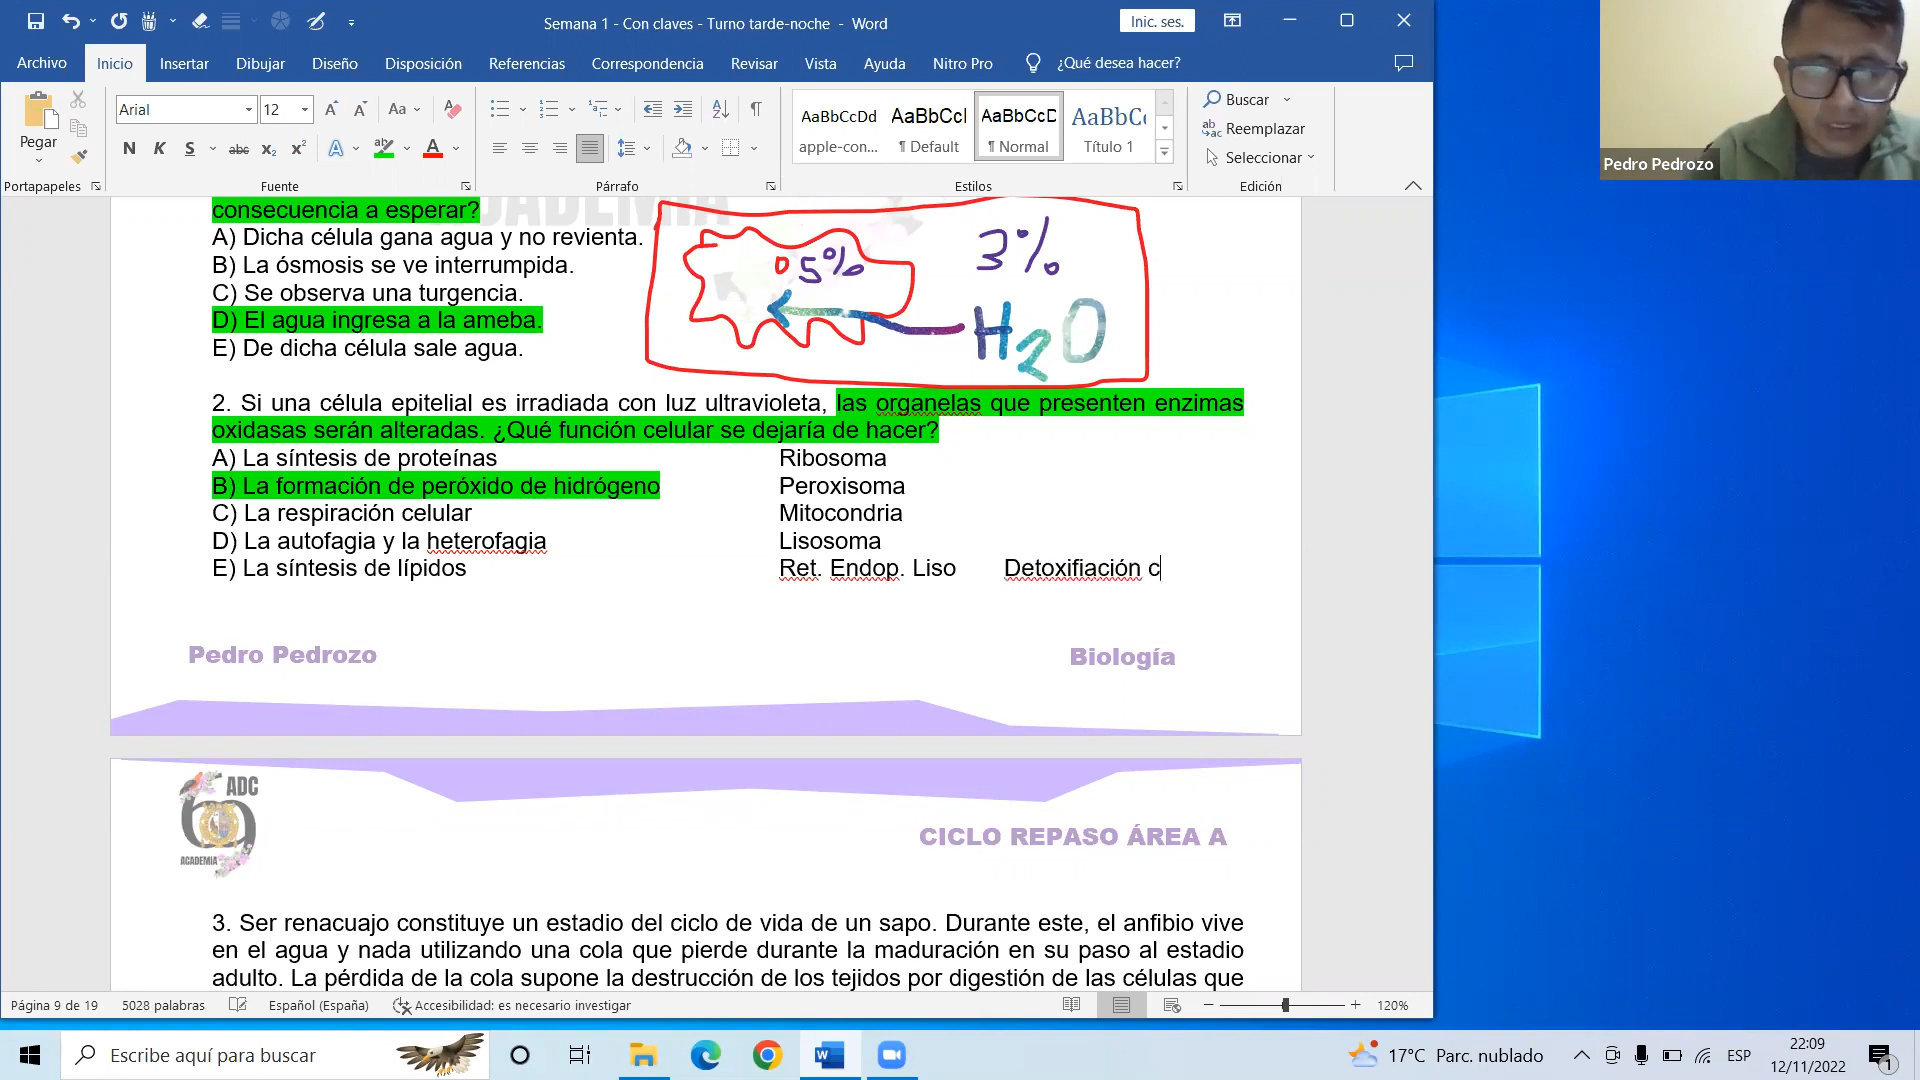 Semana 1 - Con claves - Turno tarde-noche - Word
Inic. ses.
Archivo
Inicio
Insertar
Dibujar
Diseño
Disposición
Referencias
Correspondencia
Revisar
Vista
Ayuda
Nitro Pro
¿Qué desea hacer?
Pegar
Arial
12
Aa
N K S abc x₂ x² A ab A
AaBbCcDd
apple-con...
AaBbCcI
¶ Default
AaBbCcD
¶ Normal
AaBbCc
Título 1
Buscar
Reemplazar
Seleccionar
Portapapeles
Fuente
Párrafo
Estilos
Edición
Pedro Pedrozo
consecuencia a esperar?
A) Dicha célula gana agua y no revienta.
B) La ósmosis se ve interrumpida.
C) Se observa una turgencia.
D) El agua ingresa a la ameba.
E) De dicha célula sale agua.
5%
3%
H2O
2. Si una célula epitelial es irradiada con luz ultravioleta, las organelas que presenten enzimas
oxidasas serán alteradas. ¿Qué función celular se dejaría de hacer?
A) La síntesis de proteínas Ribosoma
B) La formación de peróxido de hidrógeno Peroxisoma
C) La respiración celular Mitocondria
D) La autofagia y la heterofagia Lisosoma
E) La síntesis de lípidos Ret. Endop. Liso Detoxifiación c
Pedro Pedrozo
Biología
ADC
ACADEMIA
CICLO REPASO ÁREA A
3. Ser renacuajo constituye un estadio del ciclo de vida de un sapo. Durante este, el anfibio vive
en el agua y nada utilizando una cola que pierde durante la maduración en su paso al estadio
adulto. La pérdida de la cola supone la destrucción de los tejidos por digestión de las células que
Página 9 de 19
5028 palabras
Español (España)
Accesibilidad: es necesario investigar
120%
Escribe aquí para buscar
17°C Parc. nublado
ESP
22:09
12/11/2022
1